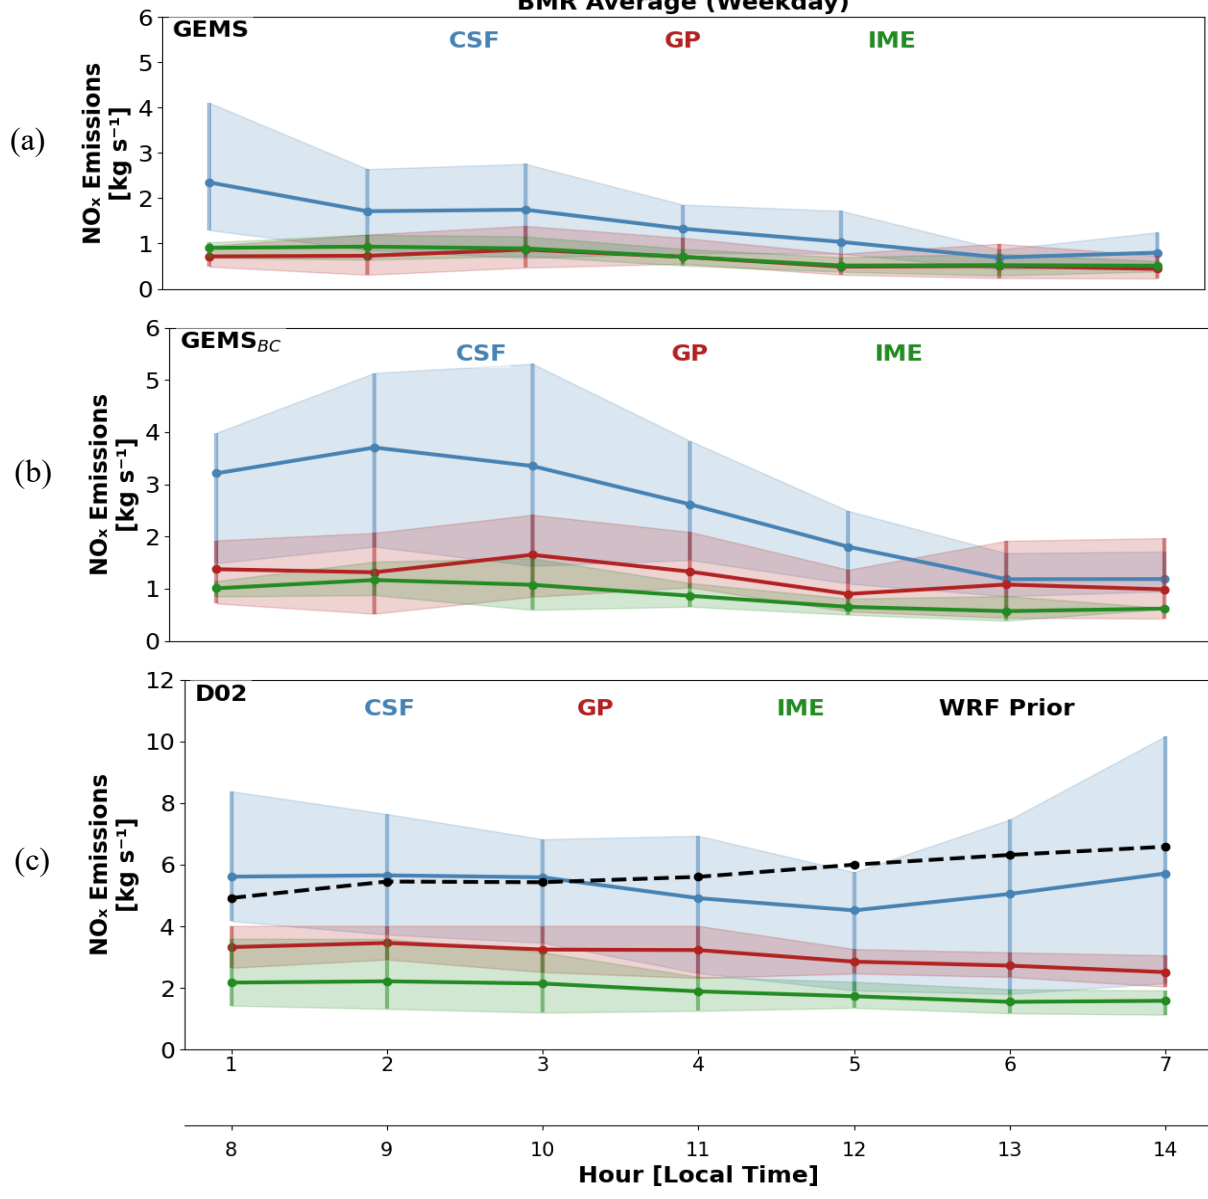 BMR Average (Weekday)
(a)
GEMS
CSF GP IME
NOₓ Emissions
[kg s⁻¹]
6
5
4
3
2
1
0
(b)
GEMS_BC
CSF GP IME
NOₓ Emissions
[kg s⁻¹]
6
5
4
3
2
1
0
(c)
D02
CSF GP IME WRF Prior
NOₓ Emissions
[kg s⁻¹]
12
10
8
6
4
2
0
1 2 3 4 5 6 7
8 9 10 11 12 13 14
Hour [Local Time]